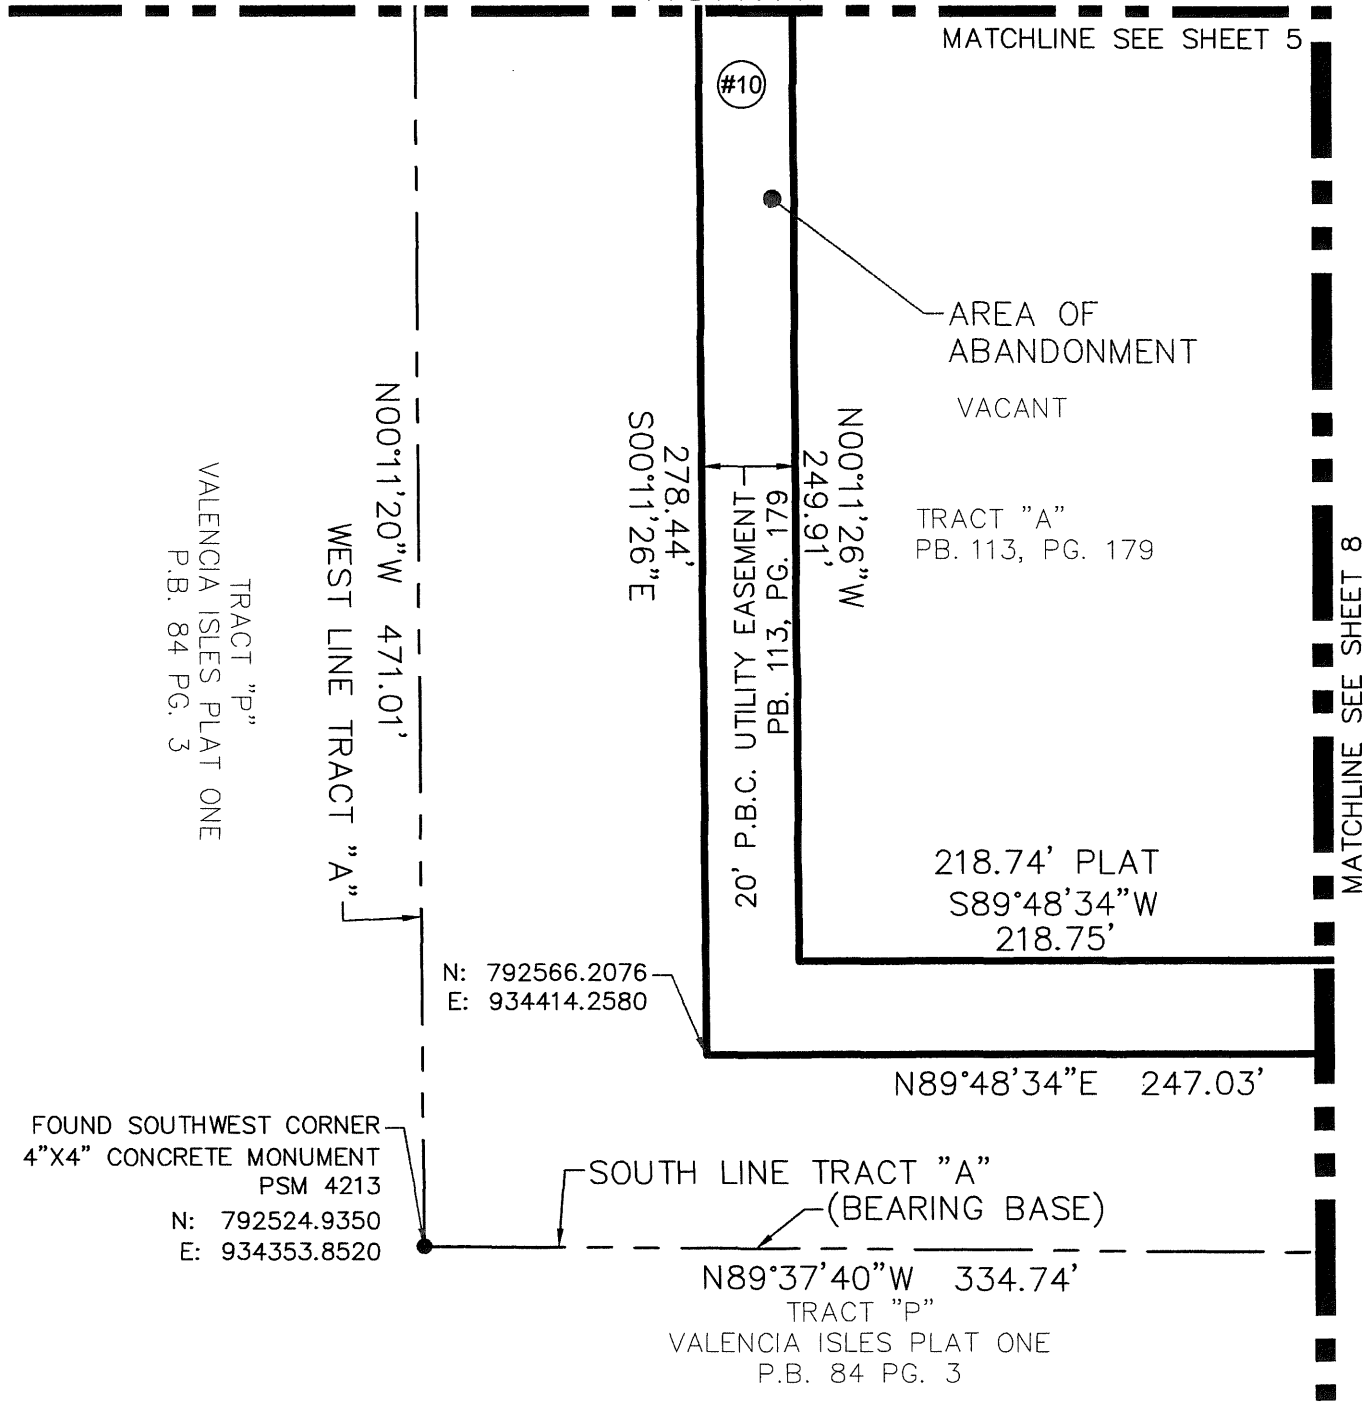 MATCHLINE SEE SHEET 5
#10
AREA OF
ABANDONMENT
VACANT
TRACT "A"
PB. 113, PG. 179
N00°11'26"W
249.91'
20' P.B.C. UTILITY EASEMENT
PB. 113, PG. 179
278.44'
S00°11'26"E
N00°11'20"W 471.01'
WEST LINE TRACT "A"
TRACT "P"
VALENCIA ISLES PLAT ONE
P.B. 84 PG. 3
MATCHLINE SEE SHEET 8
218.74' PLAT
S89°48'34"W
218.75'
N: 792566.2076
E: 934414.2580
N89°48'34"E 247.03'
FOUND SOUTHWEST CORNER
4"X4" CONCRETE MONUMENT
PSM 4213
N: 792524.9350
E: 934353.8520
SOUTH LINE TRACT "A"
(BEARING BASE)
N89°37'40"W 334.74'
TRACT "P"
VALENCIA ISLES PLAT ONE
P.B. 84 PG. 3